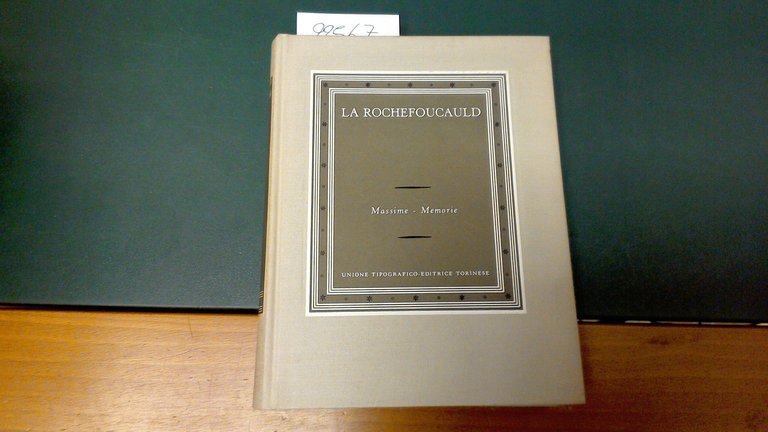 99567
LA ROCHEFOUCAULD
Massime - Memorie
UNIONE TIPOGRAFICO-EDITRICE TORINESE